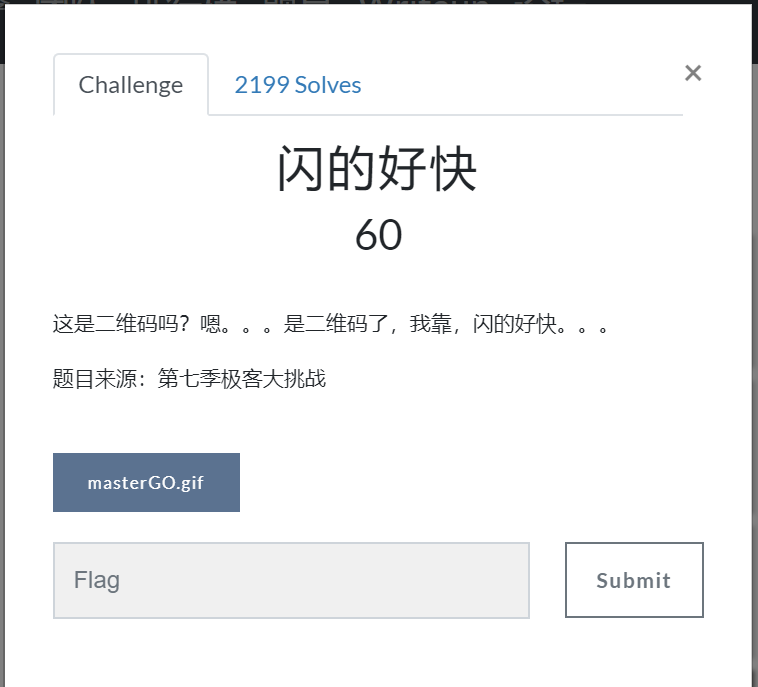 Challenge
2199 Solves
×
闪的好快
60
这是二维码吗？嗯。。。是二维码了，我靠，闪的好快。。。
题目来源：第七季极客大挑战
masterGO.gif
Flag
Submit